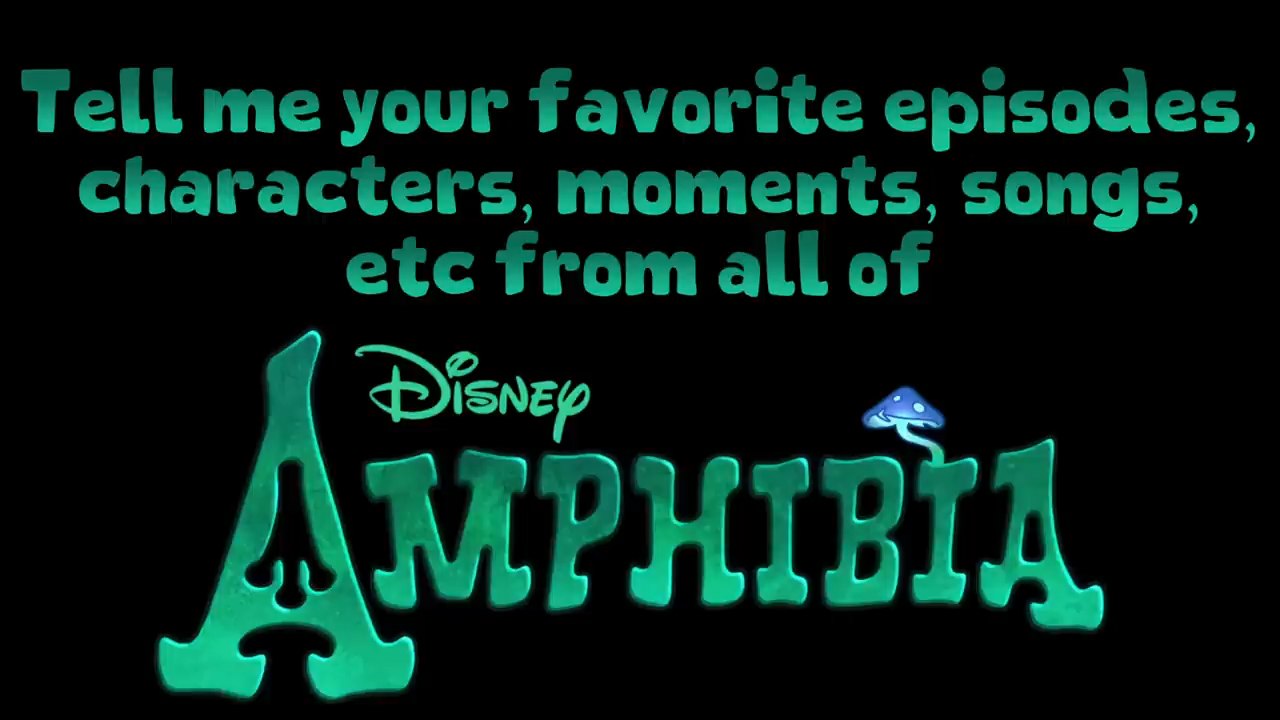 Tell me your favorite episodes,
characters, moments, songs,
etc from all of
Disney
Amphibia